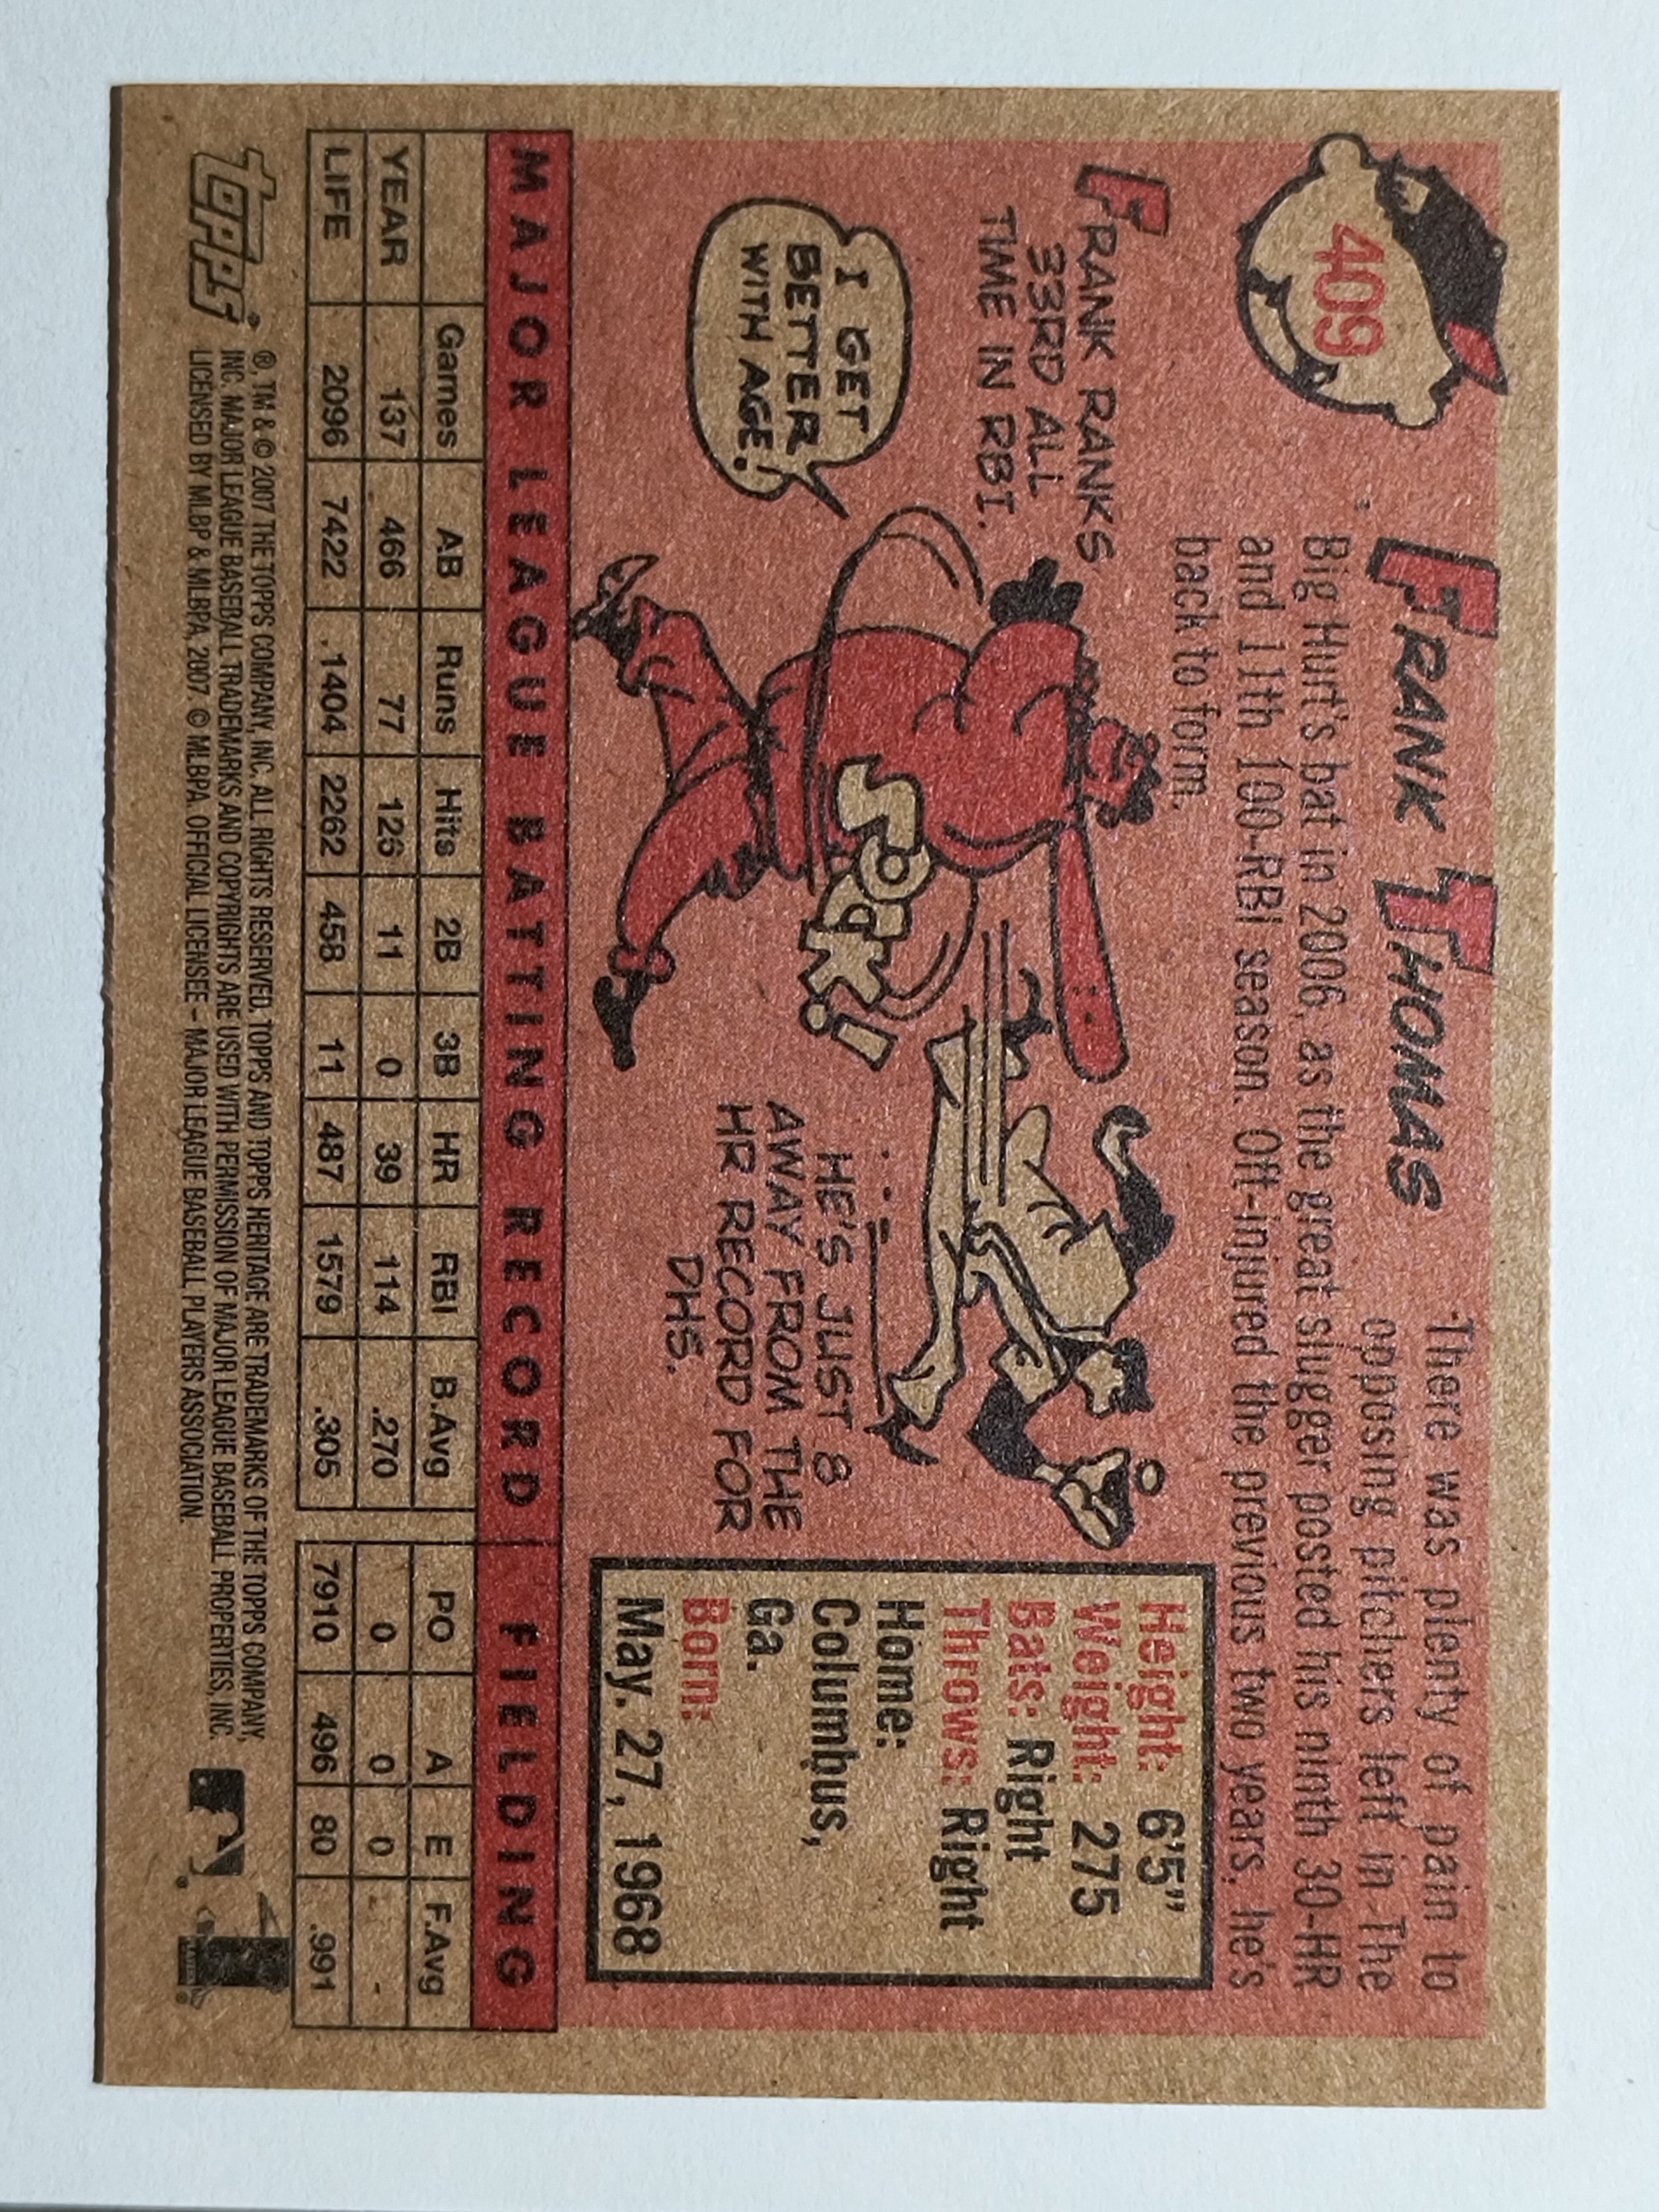 409
FRANK THOMAS
There was plenty of pain to
opposing pitchers left in The
Big Hurt's bat in 2006, as the great slugger posted his ninth 30-HR
and 11th 100-RBI season. Oft-injured the previous two years, he's
back to form.
FRANK RANKS
33RD ALL
TIME IN RBI.
I GET
BETTER
WITH AGE!
SPLAT!
HE'S JUST 8
AWAY FROM THE
HR RECORD FOR
DHS.
Height: 6'5"
Weight: 275
Bats: Right
Throws: Right
Home:
Columbus,
Ga.
Born:
May. 27, 1968
MAJOR LEAGUE BATTING RECORD FIELDING
Games AB Runs Hits 2B 3B HR RBI B.Avg PO A E F.Avg
YEAR 137 466 77 126 11 0 39 114 .270 0 0 0 -
LIFE 2096 7422 1404 2262 458 11 487 1579 .305 7910 496 80 .991
topps
® TM & © 2007 THE TOPPS COMPANY, INC. ALL RIGHTS RESERVED. TOPPS AND TOPPS HERITAGE ARE TRADEMARKS OF THE TOPPS COMPANY,
INC. MAJOR LEAGUE BASEBALL TRADEMARKS AND COPYRIGHTS ARE USED WITH PERMISSION OF MAJOR LEAGUE BASEBALL PROPERTIES, INC.
LICENSED BY MLBP & MLBPA, 2007. © MLBPA. OFFICIAL LICENSEE – MAJOR LEAGUE BASEBALL PLAYERS ASSOCIATION.